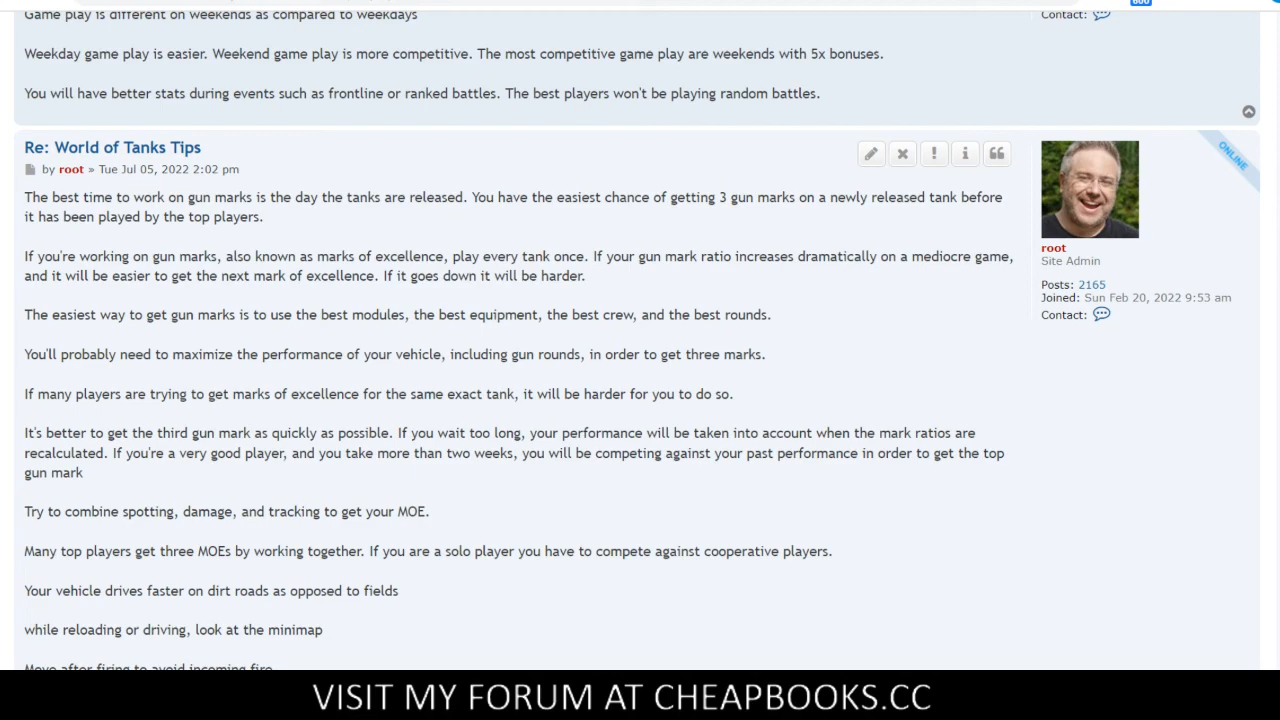 600
Game play is different on weekends as compared to weekdays
Contact:
Weekday game play is easier. Weekend game play is more competitive. The most competitive game play are weekends with 5x bonuses.
You will have better stats during events such as frontline or ranked battles. The best players won't be playing random battles.
Re: World of Tanks Tips
by root » Tue Jul 05, 2022 2:02 pm
ONLINE
The best time to work on gun marks is the day the tanks are released. You have the easiest chance of getting 3 gun marks on a newly released tank before
it has been played by the top players.
If you're working on gun marks, also known as marks of excellence, play every tank once. If your gun mark ratio increases dramatically on a mediocre game,
and it will be easier to get the next mark of excellence. If it goes down it will be harder.
The easiest way to get gun marks is to use the best modules, the best equipment, the best crew, and the best rounds.
You'll probably need to maximize the performance of your vehicle, including gun rounds, in order to get three marks.
If many players are trying to get marks of excellence for the same exact tank, it will be harder for you to do so.
It's better to get the third gun mark as quickly as possible. If you wait too long, your performance will be taken into account when the mark ratios are
recalculated. If you're a very good player, and you take more than two weeks, you will be competing against your past performance in order to get the top
gun mark
Try to combine spotting, damage, and tracking to get your MOE.
Many top players get three MOEs by working together. If you are a solo player you have to compete against cooperative players.
Your vehicle drives faster on dirt roads as opposed to fields
while reloading or driving, look at the minimap
Move after firing to avoid incoming fire
root
Site Admin
Posts: 2165
Joined: Sun Feb 20, 2022 9:53 am
Contact:
VISIT MY FORUM AT CHEAPBOOKS.CC